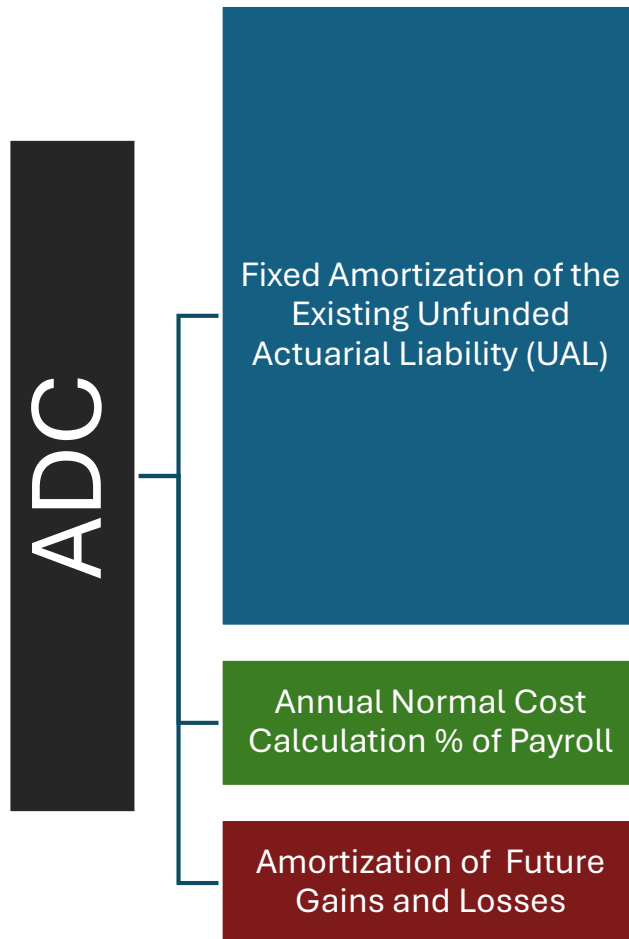 ADC
Fixed Amortization of the
Existing Unfunded
Actuarial Liability (UAL)
Annual Normal Cost
Calculation % of Payroll
Amortization of  Future
Gains and Losses